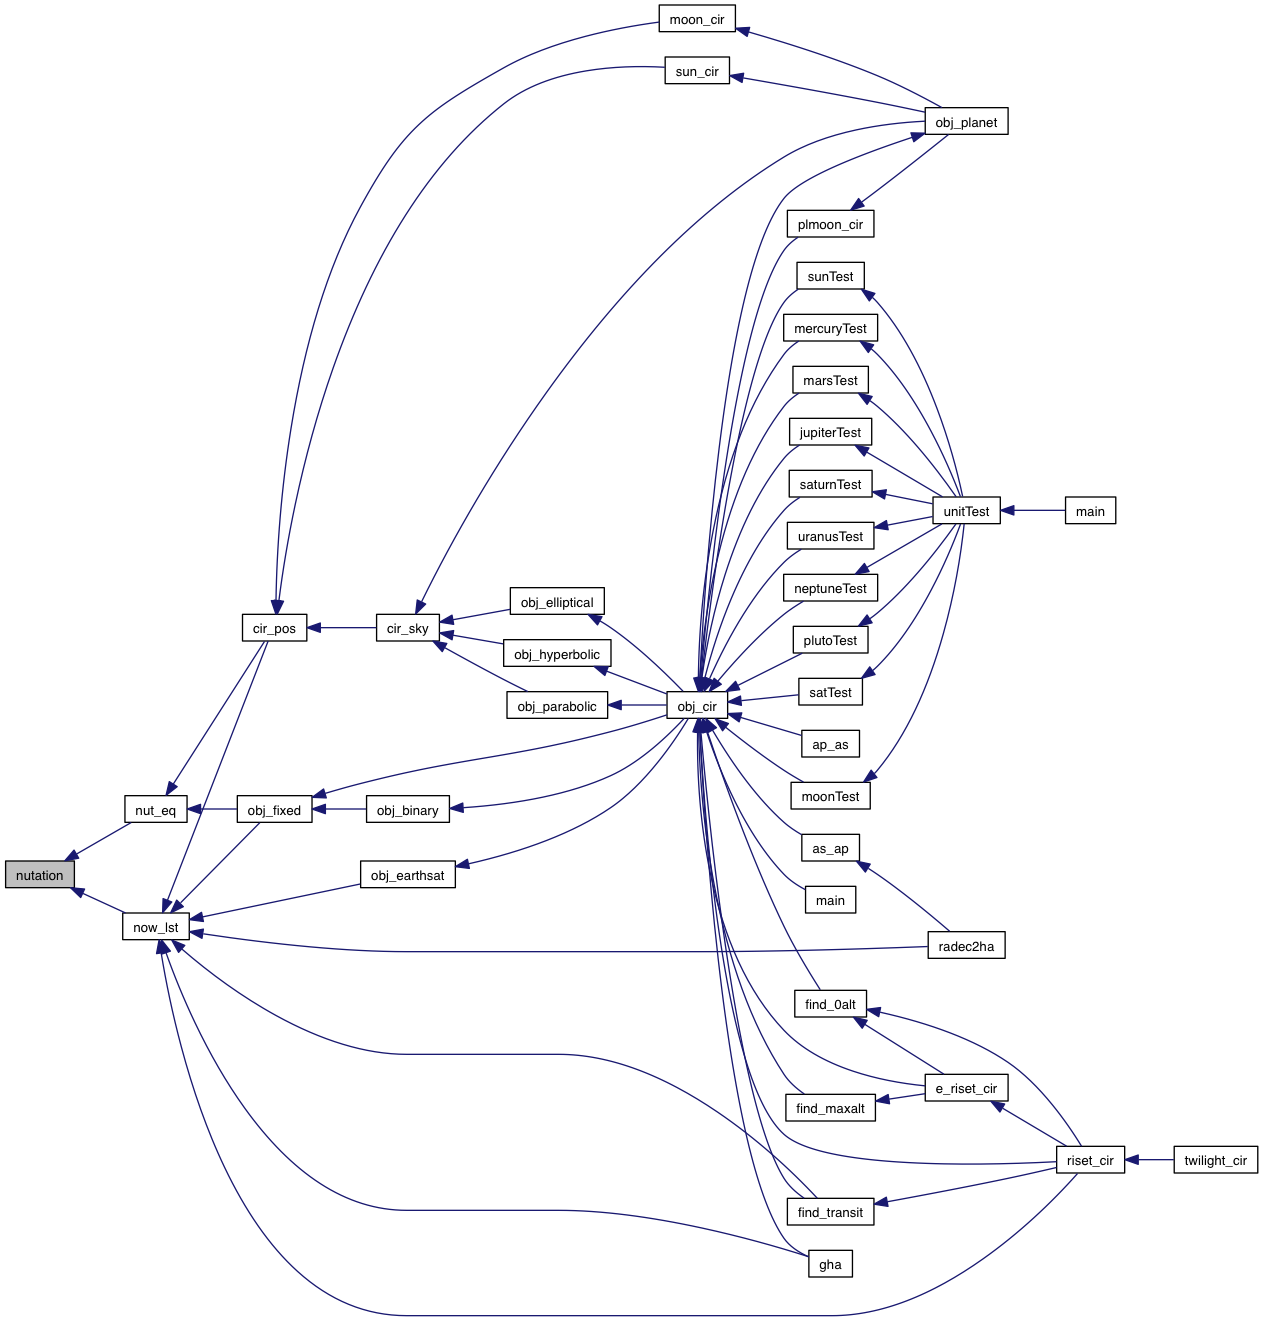 moon_cir
sun_cir
obj_planet
plmoon_cir
sunTest
mercuryTest
marsTest
jupiterTest
saturnTest
unitTest
main
uranusTest
neptuneTest
obj_elliptical
cir_pos
cir_sky
plutoTest
obj_hyperbolic
satTest
obj_parabolic
obj_cir
ap_as
moonTest
nut_eq
obj_fixed
obj_binary
as_ap
nutation
obj_earthsat
main
now_lst
radec2ha
find_0alt
e_riset_cir
find_maxalt
riset_cir
twilight_cir
find_transit
gha